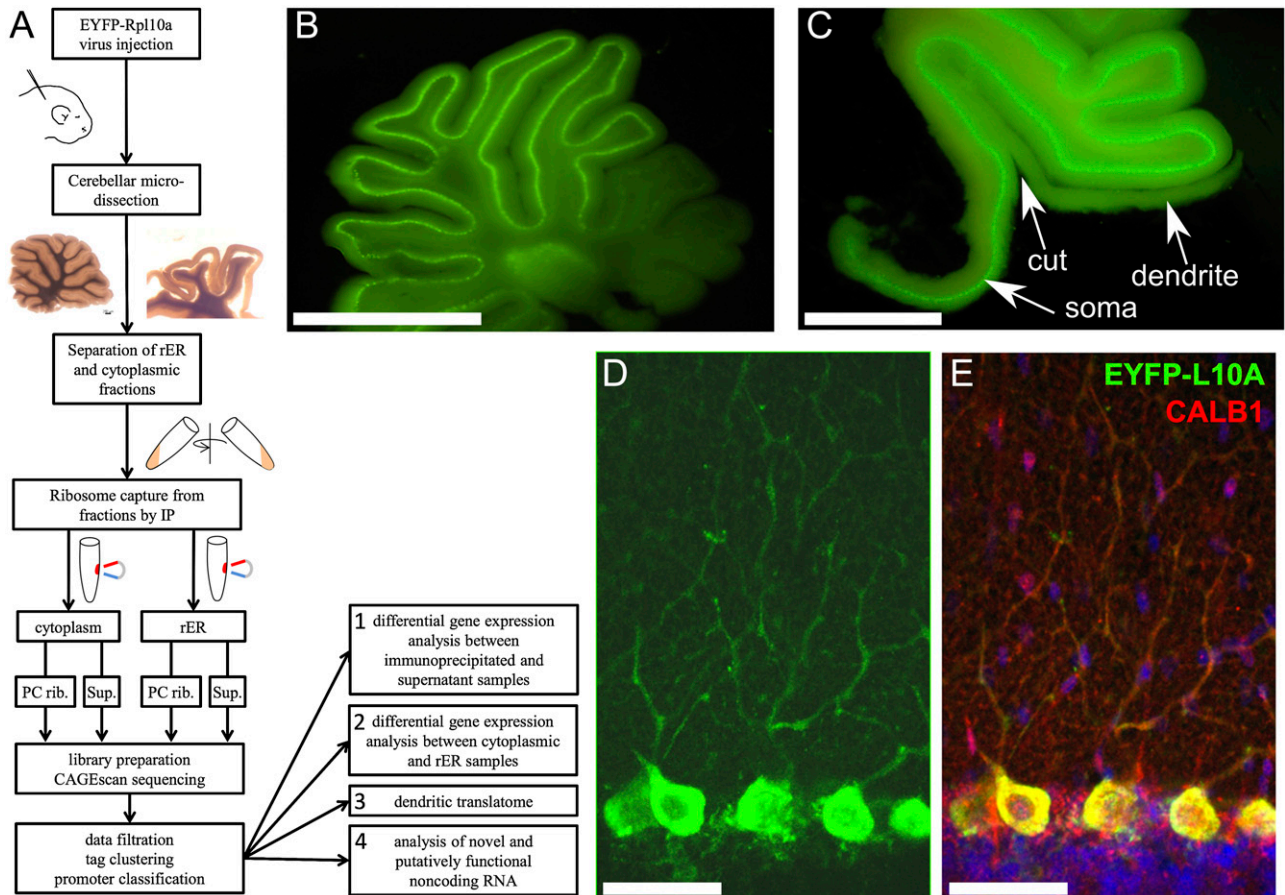 A
EYFP-Rpl10a
virus injection
Cerebellar micro-
dissection
Separation of rER
and cytoplasmic
fractions
Ribosome capture from
fractions by IP
cytoplasm
rER
PC rib.
Sup.
PC rib.
Sup.
library preparation
CAGEscan sequencing
data filtration
tag clustering
promoter classification
1 differential gene expression
analysis between
immunoprecipitated and
supernatant samples
2 differential gene expression
analysis between cytoplasmic
and rER samples
3 dendritic translatome
4 analysis of novel and
putatively functional
noncoding RNA
B
C
cut
dendrite
soma
D
E
EYFP-L10A
CALB1